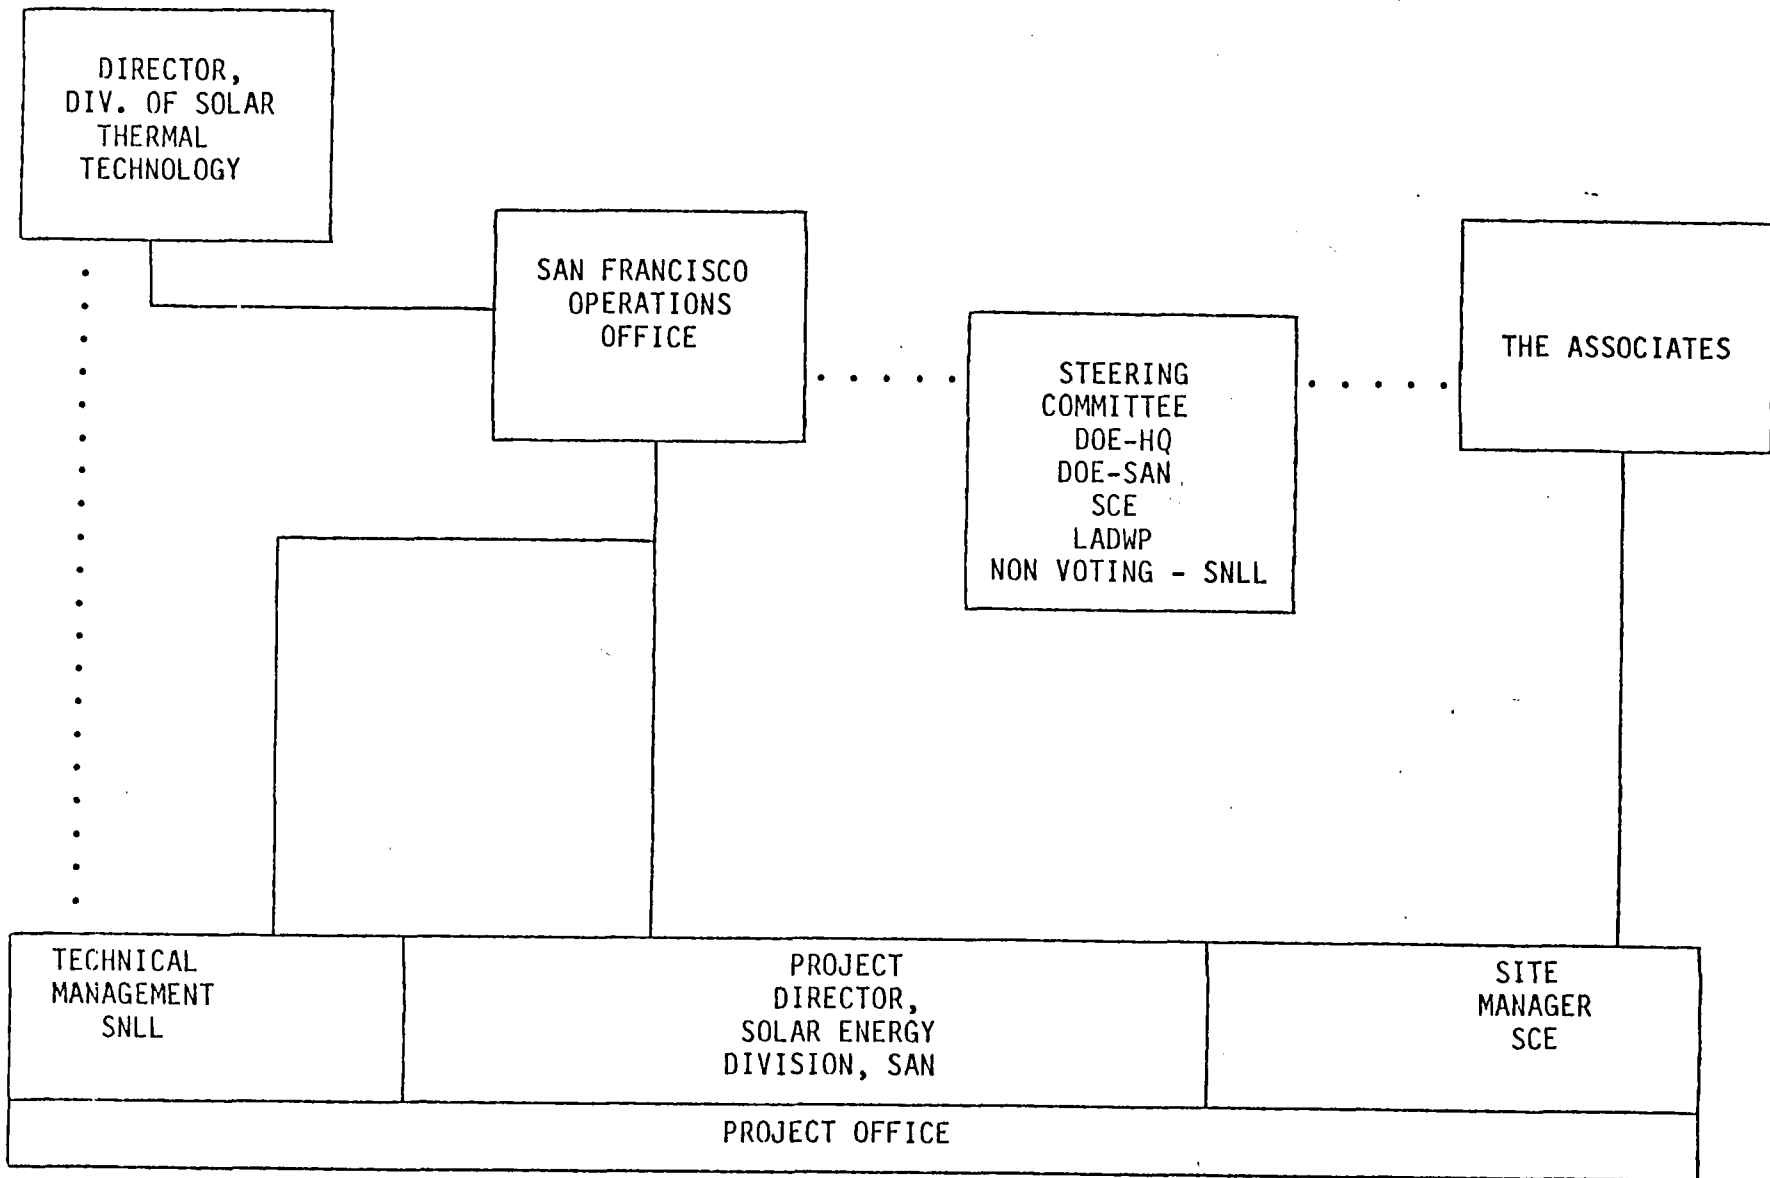 DIRECTOR,
DIV. OF SOLAR
THERMAL
TECHNOLOGY
SAN FRANCISCO
OPERATIONS
OFFICE
STEERING
COMMITTEE
DOE-HQ
DOE-SAN
SCE
LADWP
NON VOTING - SNLL
THE ASSOCIATES
TECHNICAL
MANAGEMENT
SNLL
PROJECT
DIRECTOR,
SOLAR ENERGY
DIVISION, SAN
SITE
MANAGER
SCE
PROJECT OFFICE